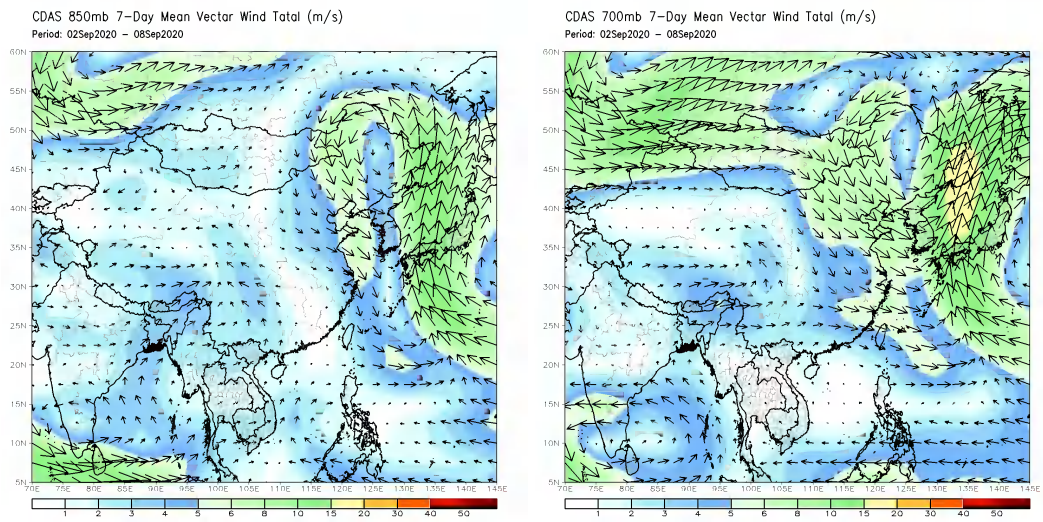 CDAS 850mb 7-Day Mean Vectar Wind Tatal (m/s)
Period: 02Sep2020 - 08Sep2020
60N
55N
50N
45N
40N
35N
30N
25N
20N
15N
10N
5N
70E 75E 80E 85E 90E 95E 100E 105E 110E 115E 120E 125E 130E 135E 140E 145E
1 2 3 4 5 6 8 10 15 20 30 40 50
CDAS 700mb 7-Day Mean Vectar Wind Tatal (m/s)
Period: 02Sep2020 - 08Sep2020
60N
55N
50N
45N
40N
35N
30N
25N
20N
15N
10N
5N
70E 75E 80E 85E 90E 95E 100E 105E 110E 115E 120E 125E 130E 135E 140E 145E
1 2 3 4 5 6 8 10 15 20 30 40 50